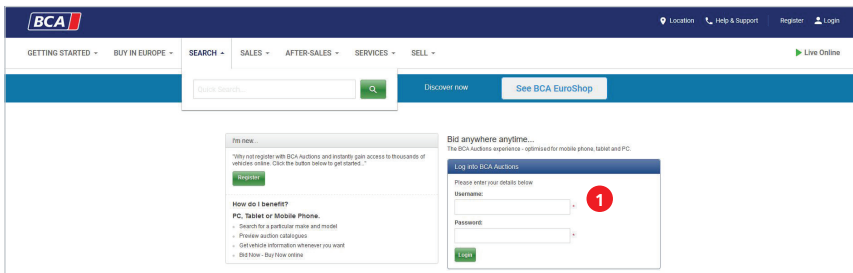 BCA
Location Help & Support Register Login
GETTING STARTED BUY IN EUROPE SEARCH SALES AFTER-SALES SERVICES SELL Live Online
Quick Search...
Discover now See BCA EuroShop
I'm new...
"Why not register with BCA Auctions and instantly gain access to thousands of
vehicles online. Click the button below to get started..."
Register
How do I benefit?
PC, Tablet or Mobile Phone.
Search for a particular make and model
Preview auction catalogues
Get vehicle information whenever you want
Bid Now - Buy Now online
Bid anywhere anytime...
The BCA Auctions experience - optimised for mobile phone, tablet and PC.
Log into BCA Auctions
Please enter your details below
Username:
*
1
Password:
*
Login